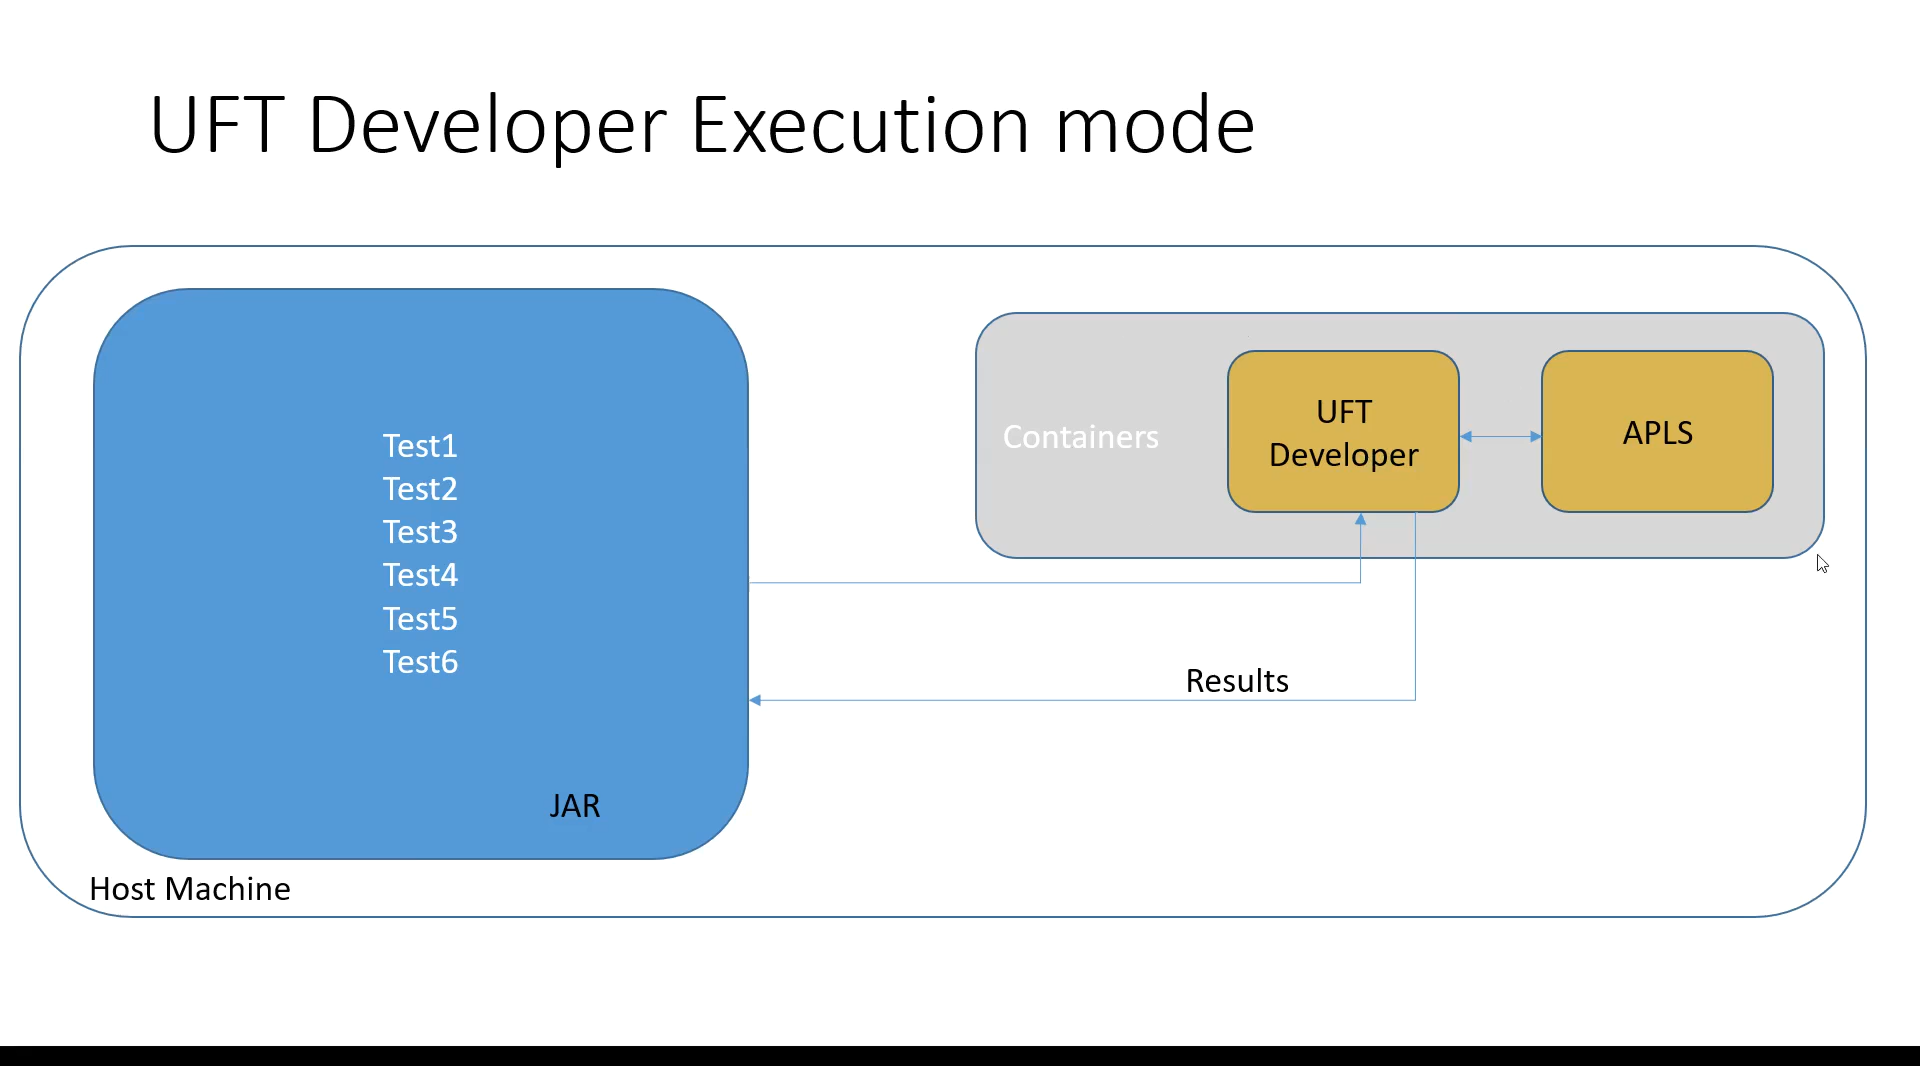 UFT Developer Execution mode
Test1
Test2
Test3
Test4
Test5
Test6
JAR
Host Machine
Containers
UFT
Developer
APLS
Results